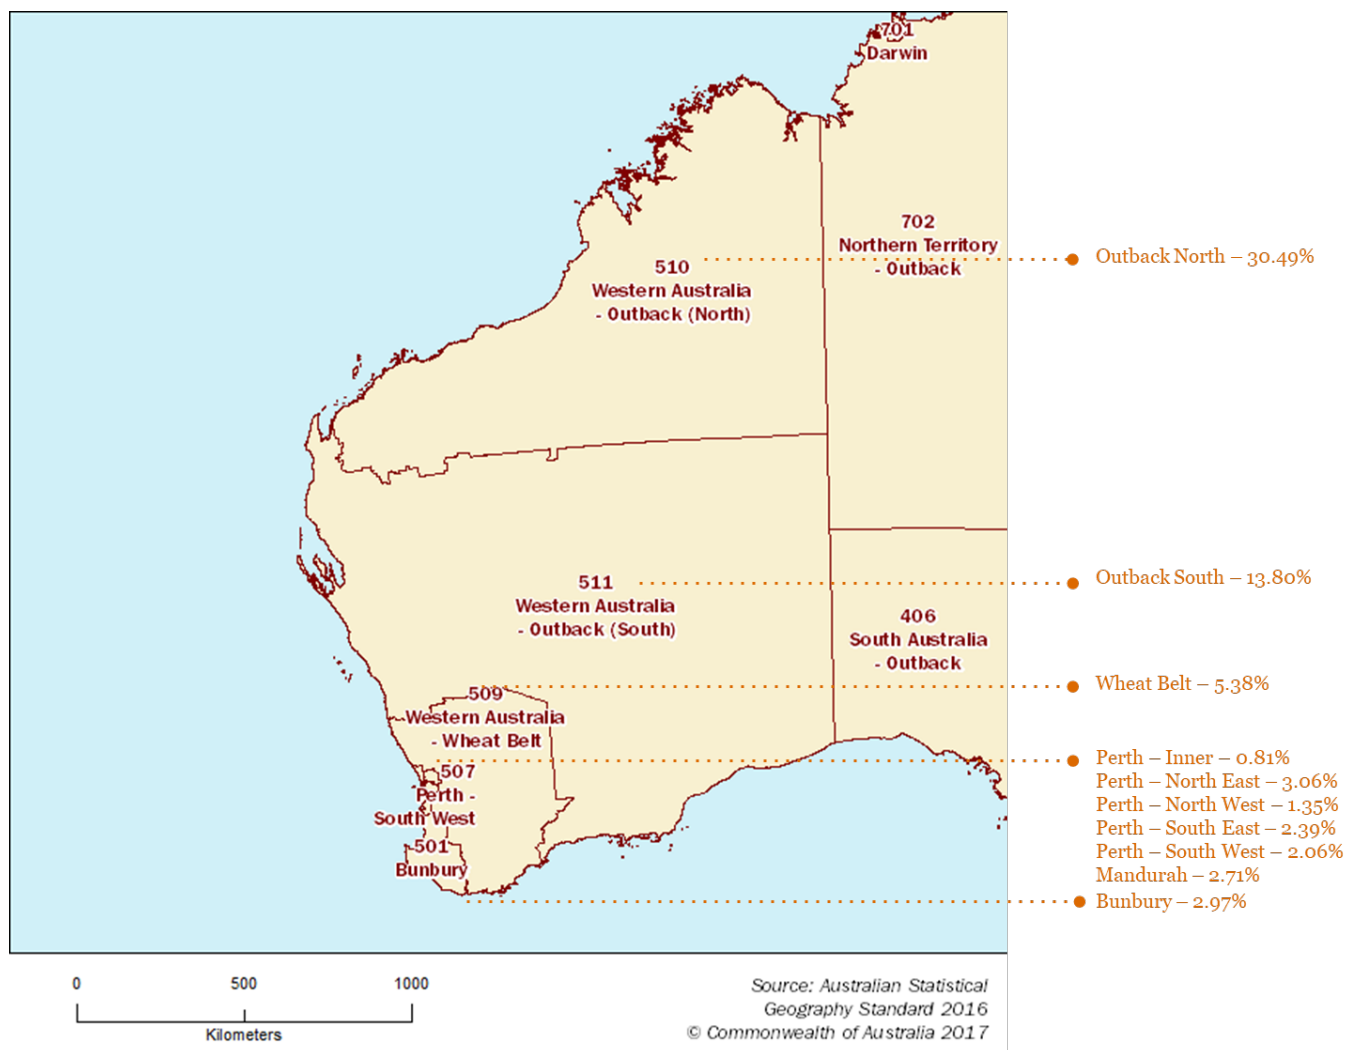 701
Darwin
702
Northern Territory
- Outback
510
Western Australia
- Outback (North)
511
Western Australia
- Outback (South)
406
South Australia
- Outback
509
Western Australia
- Wheat Belt
507
Perth -
South West
501
Bunbury
Outback North – 30.49%
Outback South – 13.80%
Wheat Belt – 5.38%
Perth – Inner – 0.81%
Perth – North East – 3.06%
Perth – North West – 1.35%
Perth – South East – 2.39%
Perth – South West – 2.06%
Mandurah – 2.71%
Bunbury – 2.97%
0 500 1000
Kilometers
Source: Australian Statistical
Geography Standard 2016
© Commonwealth of Australia 2017